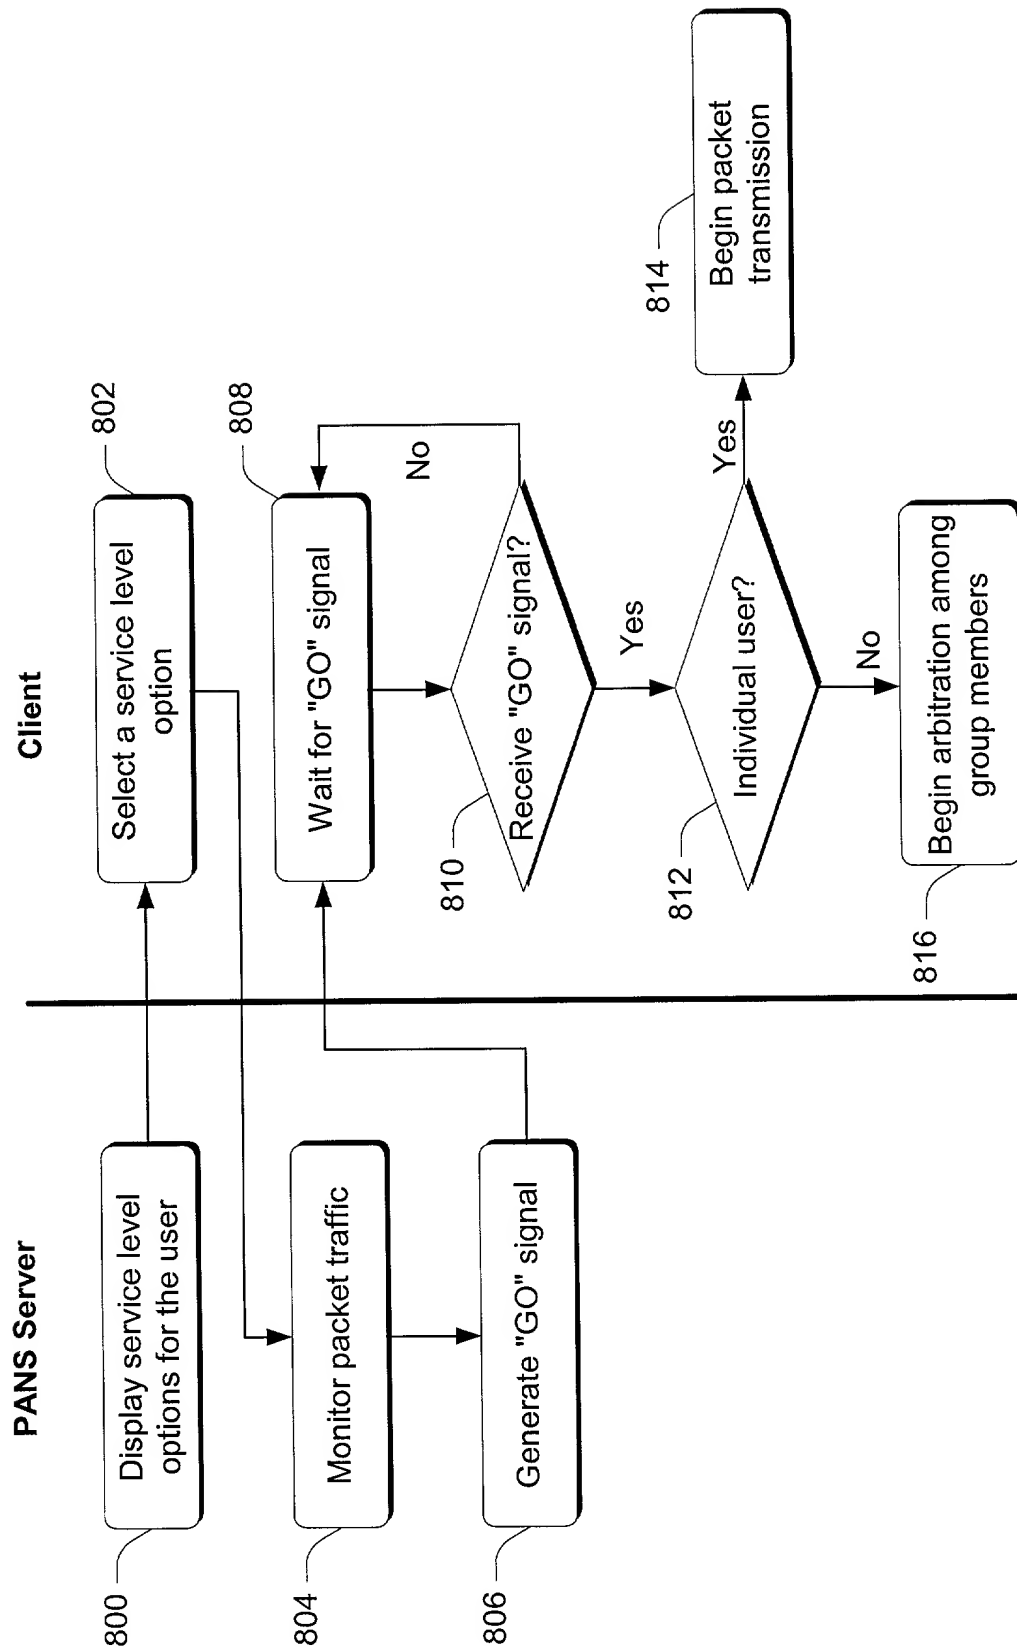 PANS Server
Client
800
Display service level
options for the user
802
Select a service level
option
804
Monitor packet traffic
806
Generate "GO" signal
808
Wait for "GO" signal
No
810
Receive "GO" signal?
Yes
812
Individual user?
Yes
814
Begin packet
transmission
No
816
Begin arbitration among
group members